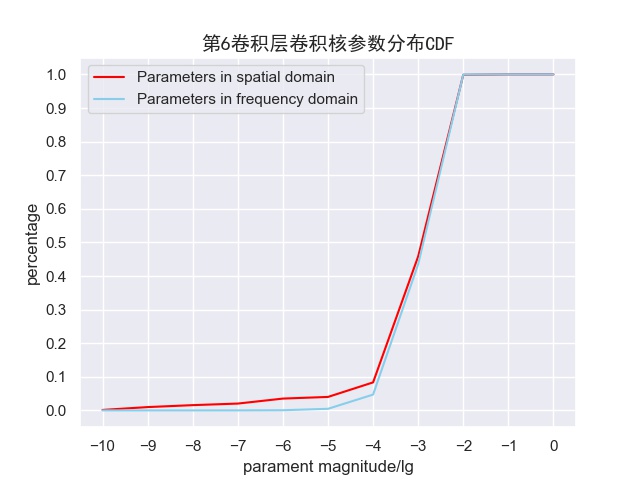 第6卷积层卷积核参数分布CDF
Parameters in spatial domain
Parameters in frequency domain
percentage
1.0
0.9
0.8
0.7
0.6
0.5
0.4
0.3
0.2
0.1
0.0
−10 −9 −8 −7 −6 −5 −4 −3 −2 −1 0
parament magnitude/lg